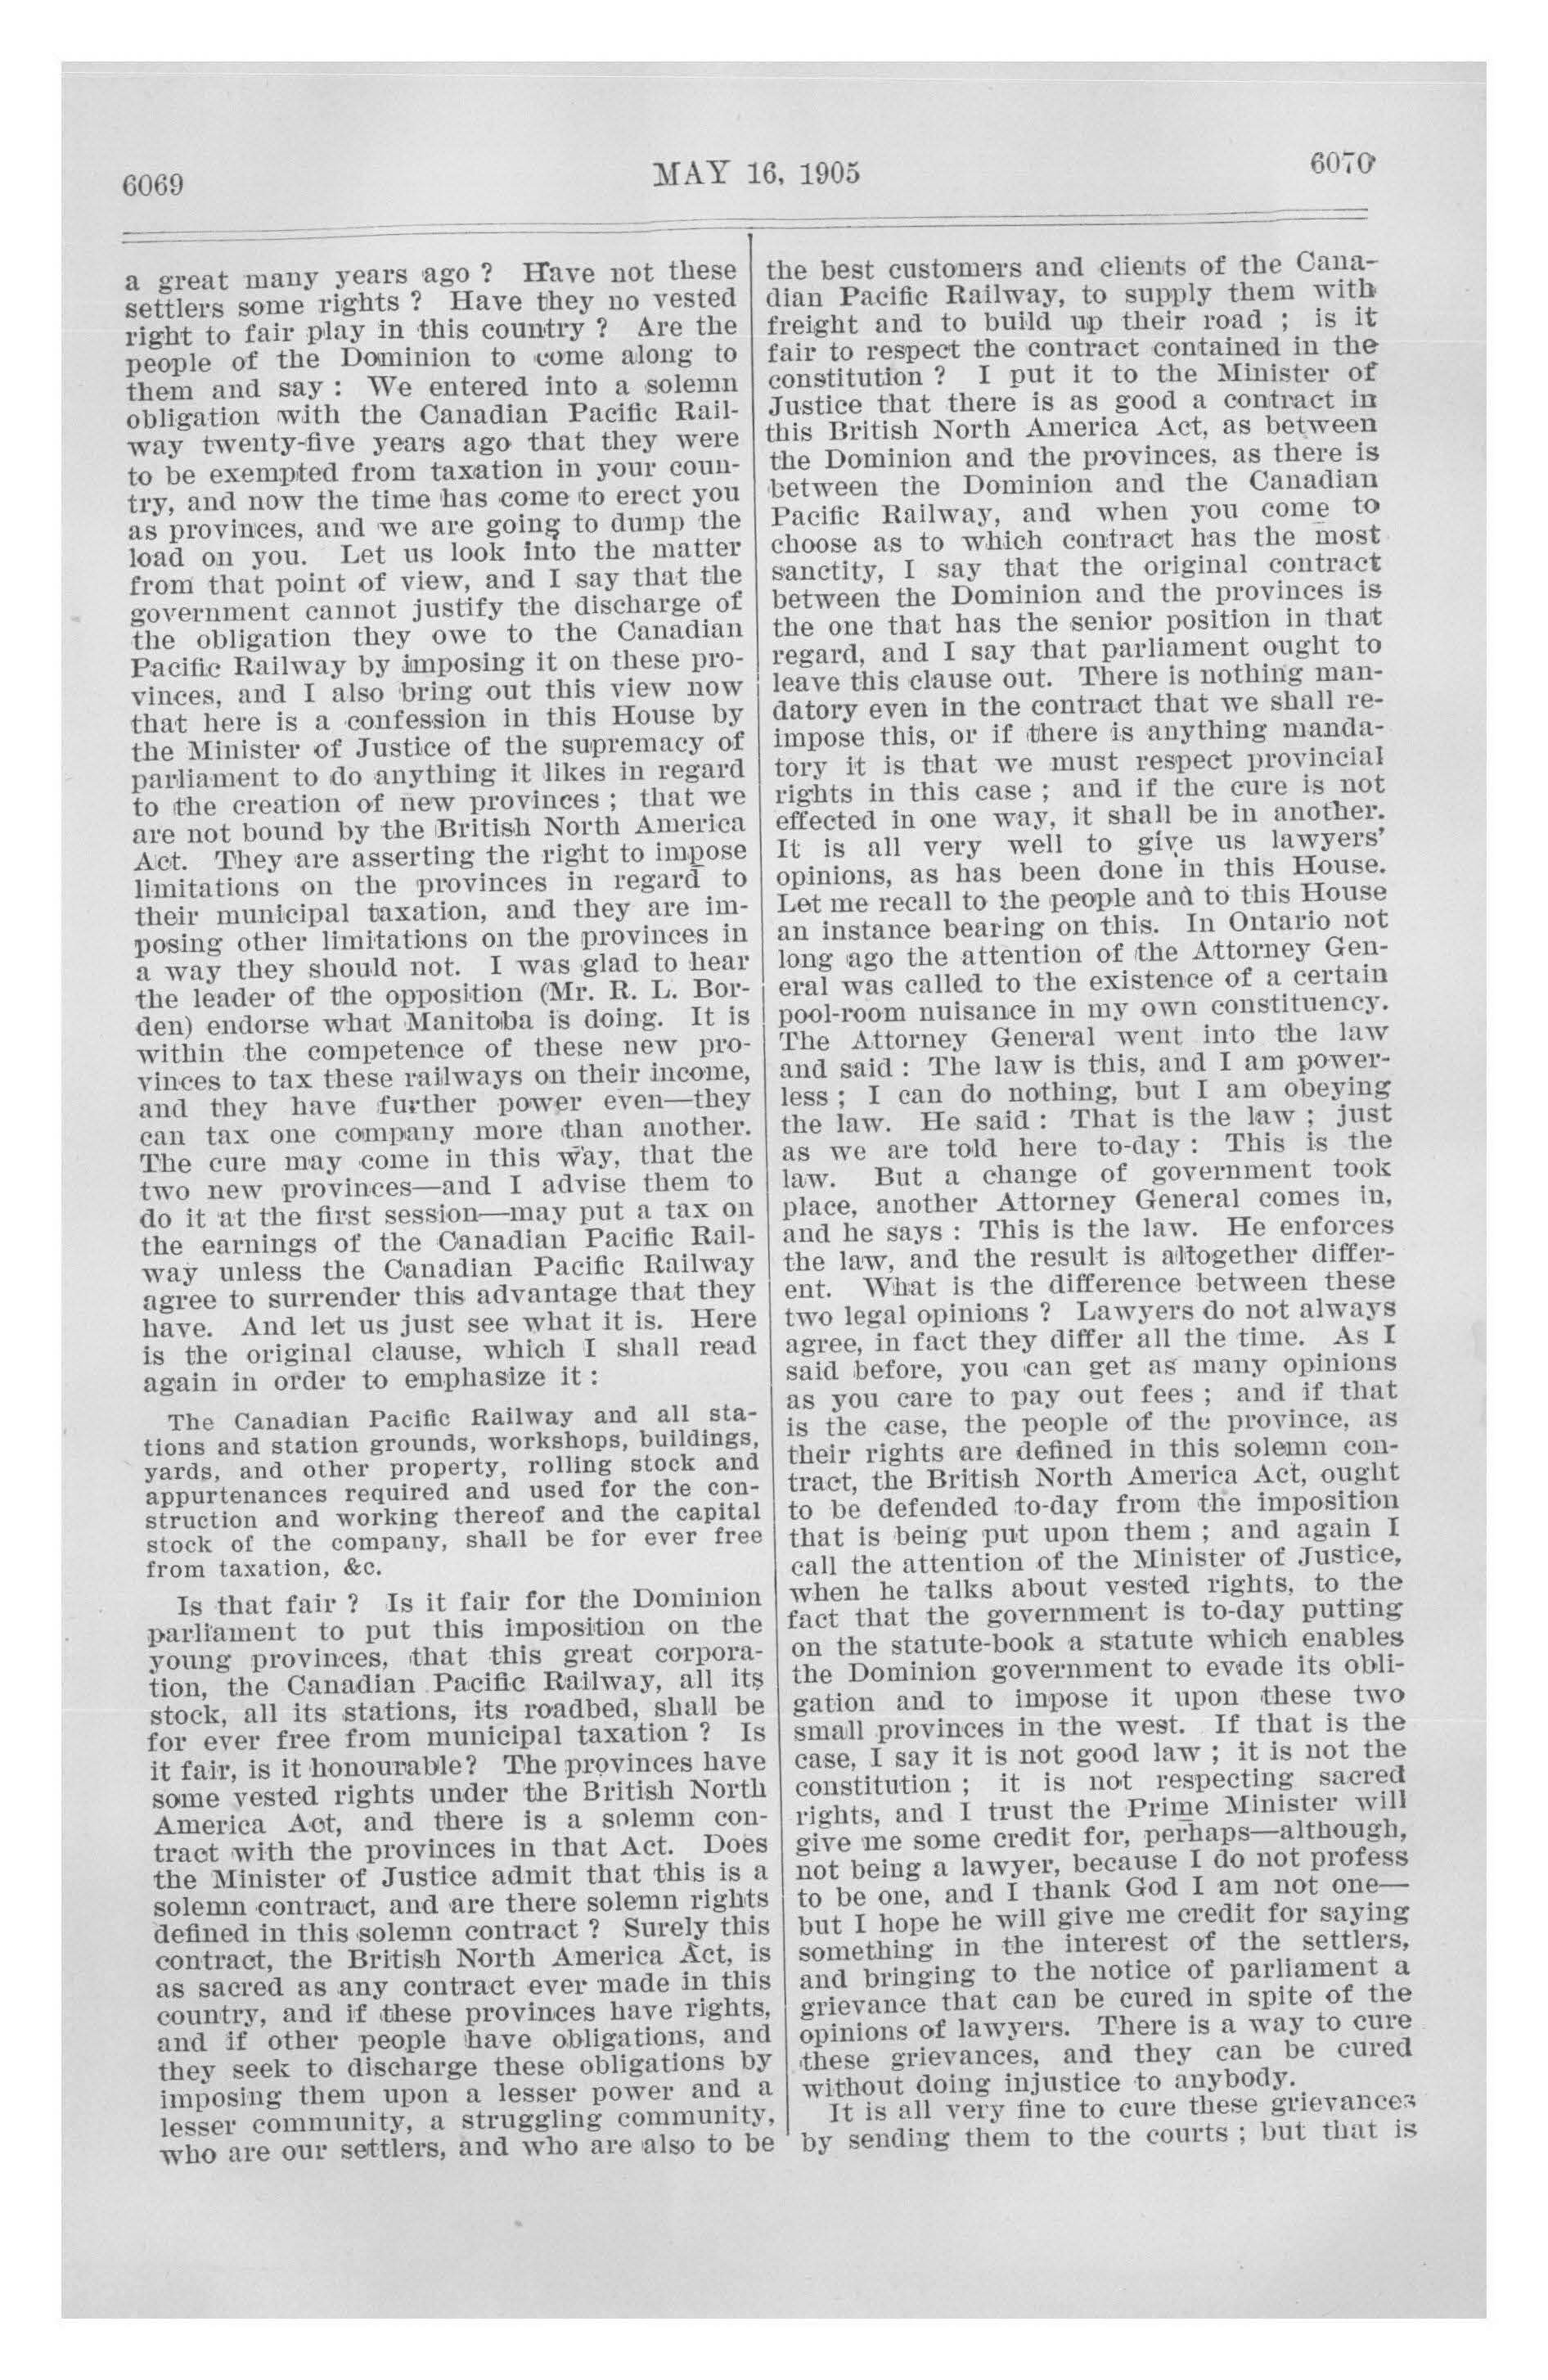 6069
MAY 16, 1905
6070
a great many years ago ? Have not these
settlers some rights ? Have they no vested
right to fair play in this country ? Are the
people of the Dominion to come along to
them and say : We entered into a solemn
obligation with the Canadian Pacific Rail-
way twenty-five years ago that they were
to be exempted from taxation in your coun-
try, and now the time has come to erect you
as provinces, and we are going to dump the
load on you. Let us look into the matter
from that point of view, and I say that the
government cannot justify the discharge of
the obligation they owe to the Canadian
Pacific Railway by imposing it on these pro-
vinces, and I also bring out this view now
that here is a confession in this House by
the Minister of Justice of the supremacy of
parliament to do anything it likes in regard
to the creation of new provinces ; that we
are not bound by the British North America
Act. They are asserting the right to impose
limitations on the provinces in regard to
their municipal taxation, and they are im-
posing other limitations on the provinces in
a way they should not. I was glad to hear
the leader of the opposition (Mr. R. L. Bor-
den) endorse what Manitoba is doing. It is
within the competence of these new pro-
vinces to tax these railways on their income,
and they have further power even—they
can tax one company more than another.
The cure may come in this way, that the
two new provinces—and I advise them to
do it at the first session—may put a tax on
the earnings of the Canadian Pacific Rail-
way unless the Canadian Pacific Railway
agree to surrender this advantage that they
have. And let us just see what it is. Here
is the original clause, which I shall read
again in order to emphasize it :
The Canadian Pacific Railway and all sta-
tions and station grounds, workshops, buildings,
yards, and other property, rolling stock and
appurtenances required and used for the con-
struction and working thereof and the capital
stock of the company, shall be for ever free
from taxation, &c.
Is that fair ? Is it fair for the Dominion
parliament to put this imposition on the
young provinces, that this great corpora-
tion, the Canadian Pacific Railway, all its
stock, all its stations, its roadbed, shall be
for ever free from municipal taxation ? Is
it fair, is it honourable? The provinces have
some vested rights under the British North
America Act, and there is a solemn con-
tract with the provinces in that Act. Does
the Minister of Justice admit that this is a
solemn contract, and are there solemn rights
defined in this solemn contract ? Surely this
contract, the British North America Act, is
as sacred as any contract ever made in this
country, and if these provinces have rights,
and if other people have obligations, and
they seek to discharge these obligations by
imposing them upon a lesser power and a
lesser community, a struggling community,
who are our settlers, and who are also to be
the best customers and clients of the Cana-
dian Pacific Railway, to supply them with
freight and to build up their road ; is it
fair to respect the contract contained in the
constitution ? I put it to the Minister of
Justice that there is as good a contract in
this British North America Act, as between
the Dominion and the provinces, as there is
between the Dominion and the Canadian
Pacific Railway, and when you come to
choose as to which contract has the most
sanctity, I say that the original contract
between the Dominion and the provinces is
the one that has the senior position in that
regard, and I say that parliament ought to
leave this clause out. There is nothing man-
datory even in the contract that we shall re-
impose this, or if there is anything manda-
tory it is that we must respect provincial
rights in this case ; and if the cure is not
effected in one way, it shall be in another.
It is all very well to give us lawyers'
opinions, as has been done in this House.
Let me recall to the people and to this House
an instance bearing on this. In Ontario not
long ago the attention of the Attorney Gen-
eral was called to the existence of a certain
pool-room nuisance in my own constituency.
The Attorney General went into the law
and said : The law is this, and I am power-
less ; I can do nothing, but I am obeying
the law. He said : That is the law ; just
as we are told here to-day : This is the
law. But a change of government took
place, another Attorney General comes in,
and he says : This is the law. He enforces
the law, and the result is altogether differ-
ent. What is the difference between these
two legal opinions ? Lawyers do not always
agree, in fact they differ all the time. As I
said before, you can get as many opinions
as you care to pay out fees ; and if that
is the case, the people of the province, as
their rights are defined in this solemn con-
tract, the British North America Act, ought
to be defended to-day from the imposition
that is being put upon them ; and again I
call the attention of the Minister of Justice,
when he talks about vested rights, to the
fact that the government is to-day putting
on the statute-book a statute which enables
the Dominion government to evade its obli-
gation and to impose it upon these two
small provinces in the west. If that is the
case, I say it is not good law ; it is not the
constitution ; it is not respecting sacred
rights, and I trust the Prime Minister will
give me some credit for, perhaps—although,
not being a lawyer, because I do not profess
to be one, and I thank God I am not one—
but I hope he will give me credit for saying
something in the interest of the settlers,
and bringing to the notice of parliament a
grievance that can be cured in spite of the
opinions of lawyers. There is a way to cure
these grievances, and they can be cured
without doing injustice to anybody.
It is all very fine to cure these grievances
by sending them to the courts ; but that is